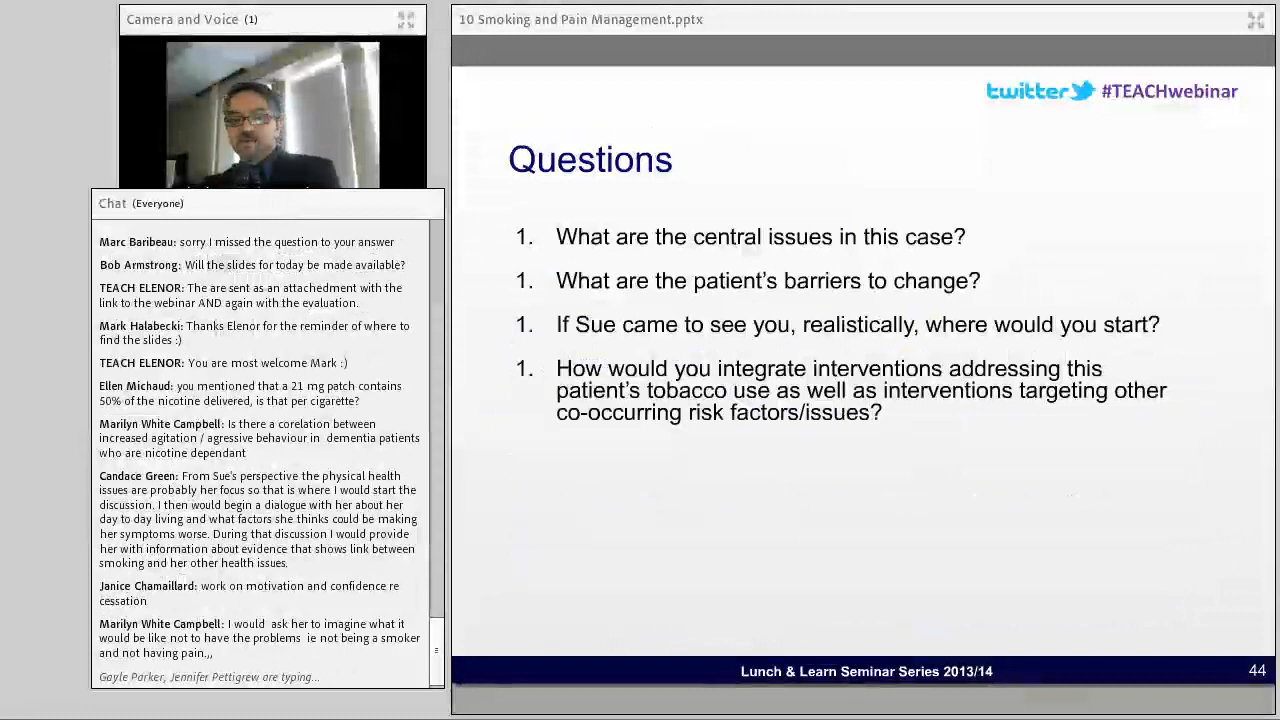 Camera and Voice (1)
Chat (Everyone)
Marc Baribeau: sorry I missed the question to your answer
Bob Armstrong: Will the slides for today be made available?
TEACH ELENOR: The are sent as an attachedment with the
link to the webinar AND again with the evaluation.
Mark Halabecki: Thanks Elenor for the reminder of where to
find the slides :)
TEACH ELENOR: You are most welcome Mark :)
Ellen Michaud: you mentioned that a 21 mg patch contains
50% of the nicotine delivered, is that per cigarette?
Marilyn White Campbell: Is there a corelation between
increased agitation / agressive behaviour in dementia patients
who are nicotine dependant
Candace Green: From Sue's perspective the physical health
issues are probably her focus so that is where I would start the
discussion. I then would begin a dialogue with her about her
day to day living and what factors she thinks could be making
her symptoms worse. During that discussion I would provide
her with information about evidence that shows link between
smoking and her other health issues.
Janice Chamaillard: work on motivation and confidence re
cessation
Marilyn White Campbell: I would ask her to imagine what it
would be like not to have the problems ie not being a smoker
and not having pain.,,
Gayle Parker, Jennifer Pettigrew are typing...
10 Smoking and Pain Management.pptx
twitter #TEACHwebinar
Questions
1. What are the central issues in this case?
1. What are the patient’s barriers to change?
1. If Sue came to see you, realistically, where would you start?
1. How would you integrate interventions addressing this
patient’s tobacco use as well as interventions targeting other
co-occurring risk factors/issues?
Lunch & Learn Seminar Series 2013/14
44